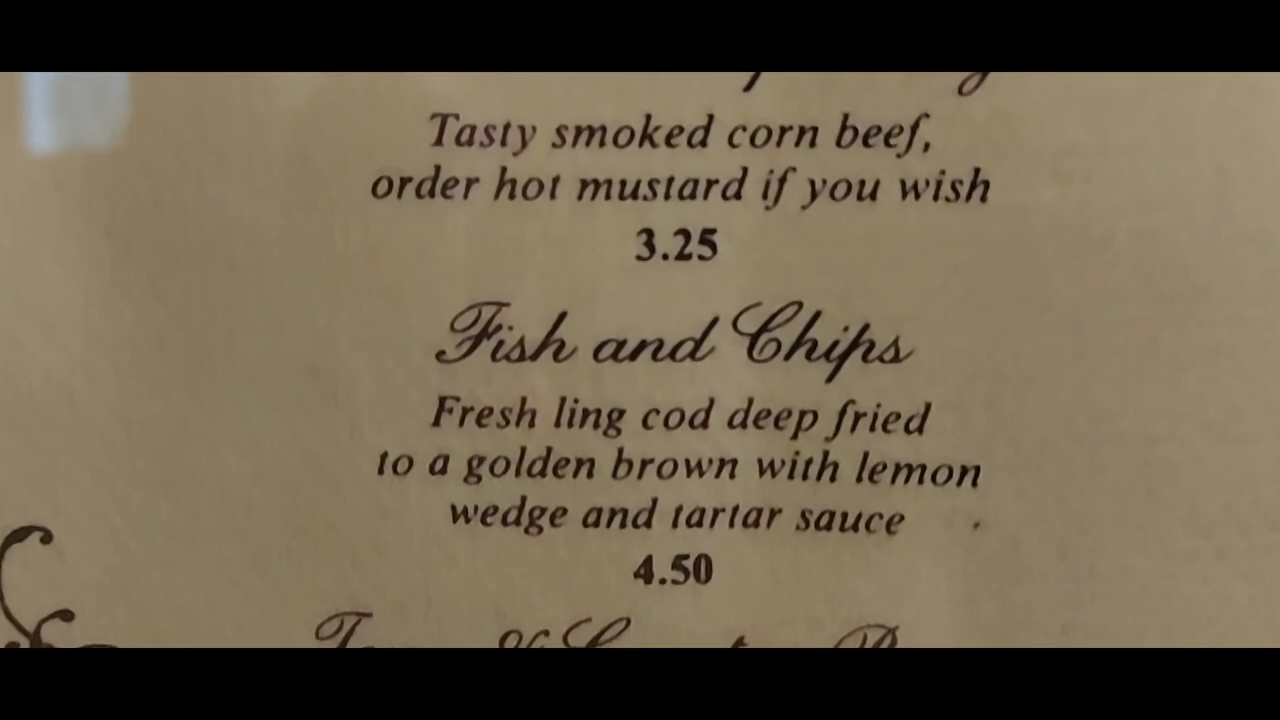 Tasty smoked corn beef,
order hot mustard if you wish
3.25
Fish and Chips
Fresh ling cod deep fried
to a golden brown with lemon
wedge and tartar sauce
4.50